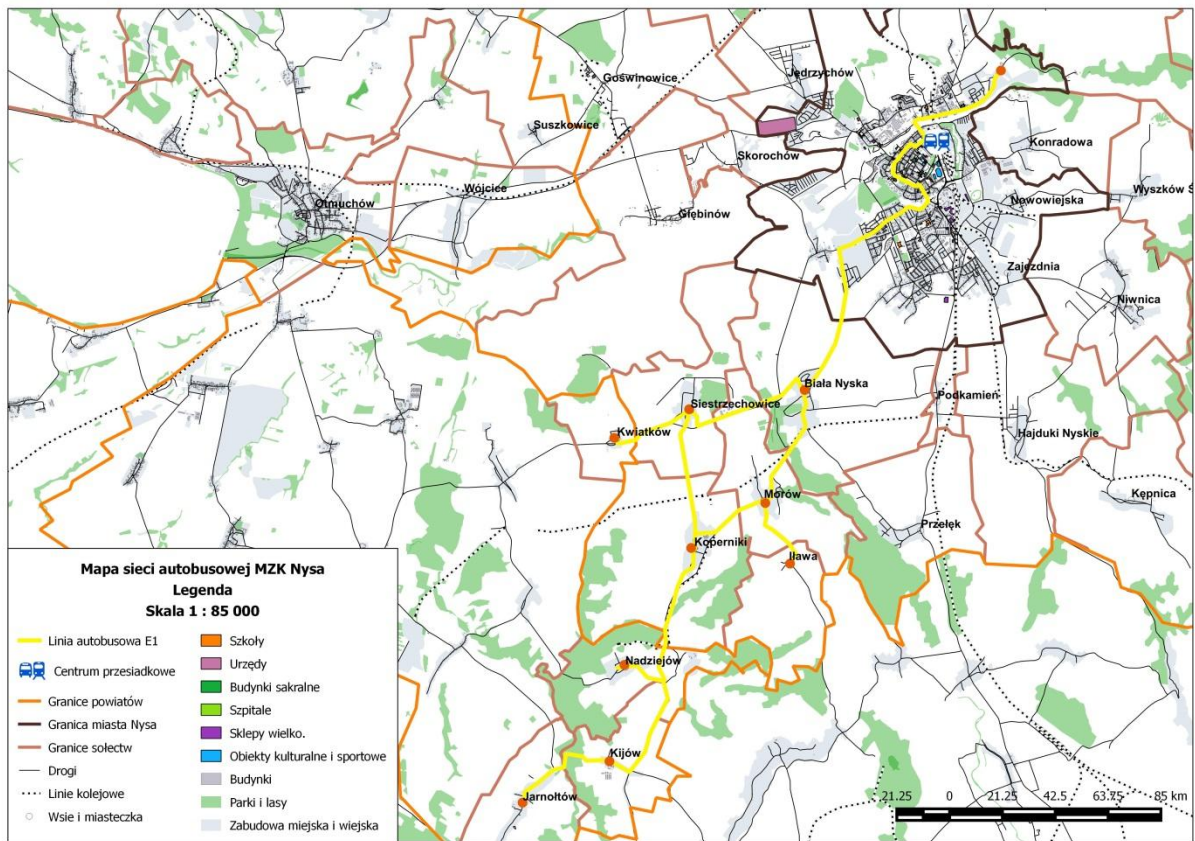 Goświnowice
Jędrzychów
Suszkowice
Skorochów
Konradowa
Wójcice
Otmuchów
Głębinów
Nowowiejska
Wyszków S
Zajezdnia
Niwnica
Biała Nyska
Siestrzechowice
Podkamień
Kwiatków
Hajduki Nyskie
Morów
Kępnica
Przełęk
Koperniki
Iława
Nadziejów
Kijów
Jarnołtów
Mapa sieci autobusowej MZK Nysa
Legenda
Skala 1 : 85 000
Linia autobusowa E1
Centrum przesiadkowe
Granice powiatów
Granica miasta Nysa
Granice sołectw
Drogi
Linie kolejowe
Wsie i miasteczka
Szkoły
Urzędy
Budynki sakralne
Szpitale
Sklepy wielko.
Obiekty kulturalne i sportowe
Budynki
Parki i lasy
Zabudowa miejska i wiejska
21.25 0 21.25 42.5 63.75 85 km